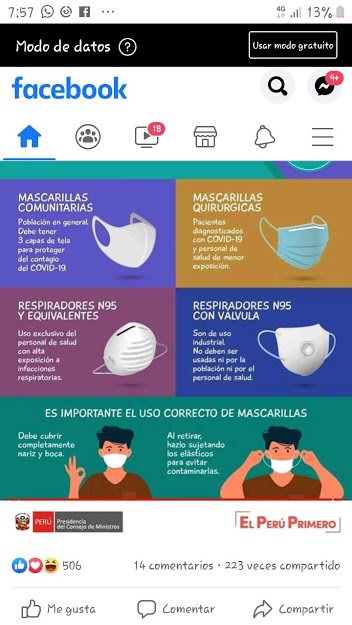 7:57
4G
13%
Modo de datos ?
Usar modo gratuito
facebook
9+
18
MASCARILLAS
COMUNITARIAS
Población en general.
Debe tener
3 capas de tela
para proteger
del contagio
del COVID-19.
MASCARILLAS
QUIRÚRGICAS
Pacientes
diagnosticados
con COVID-19
y personal de
salud de menor
exposición.
RESPIRADORES N95
Y EQUIVALENTES
Uso exclusivo del
personal de salud
con alta
exposición a
infecciones
respiratorias.
RESPIRADORES N95
CON VÁLVULA
Son de uso
industrial.
No deben ser
usadas ni por la
población ni por el
personal de salud.
ES IMPORTANTE EL USO CORRECTO DE MASCARILLAS
Debe cubrir
completamente
nariz y boca.
Al retirar,
hazlo sujetando
los elásticos
para evitar
contaminarlas.
PERÚ
Presidencia
del Consejo de Ministros
EL PERÚ PRIMERO
506
14 comentarios • 223 veces compartido
Me gusta
Comentar
Compartir